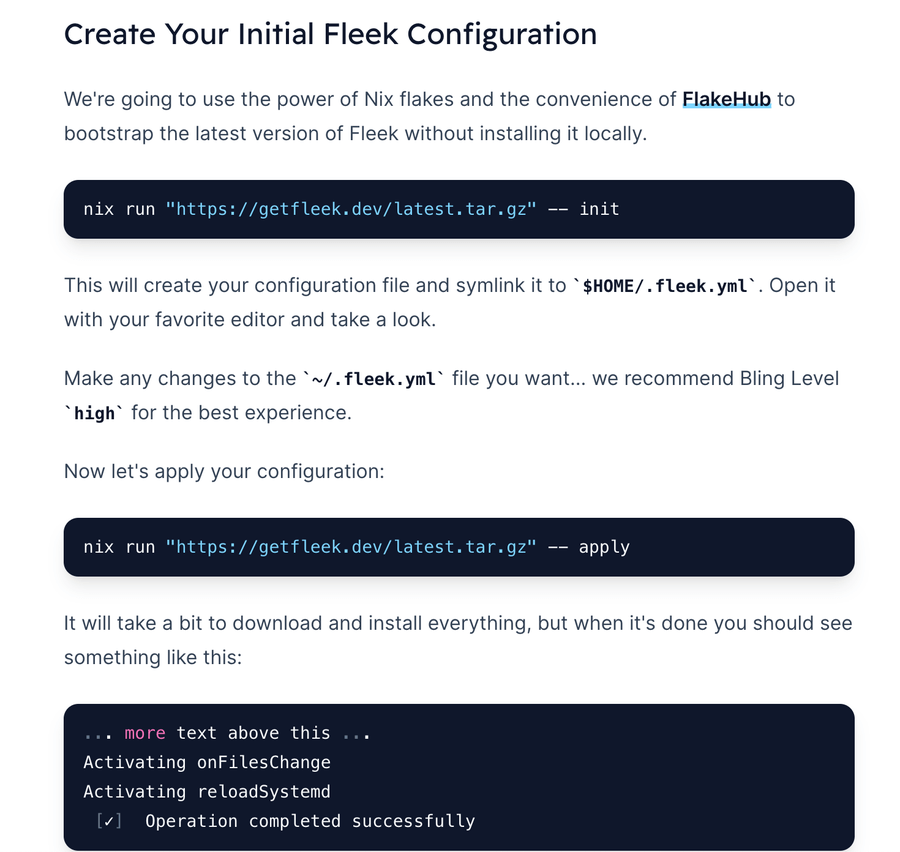 Create Your Initial Fleek Configuration
We're going to use the power of Nix flakes and the convenience of FlakeHub to
bootstrap the latest version of Fleek without installing it locally.
nix run "https://getfleek.dev/latest.tar.gz" -- init
This will create your configuration file and symlink it to `$HOME/.fleek.yml`. Open it
with your favorite editor and take a look.
Make any changes to the `~/.fleek.yml` file you want... we recommend Bling Level
`high` for the best experience.
Now let's apply your configuration:
nix run "https://getfleek.dev/latest.tar.gz" -- apply
It will take a bit to download and install everything, but when it's done you should see
something like this:
... more text above this ...
Activating onFilesChange
Activating reloadSystemd
[✓]  Operation completed successfully